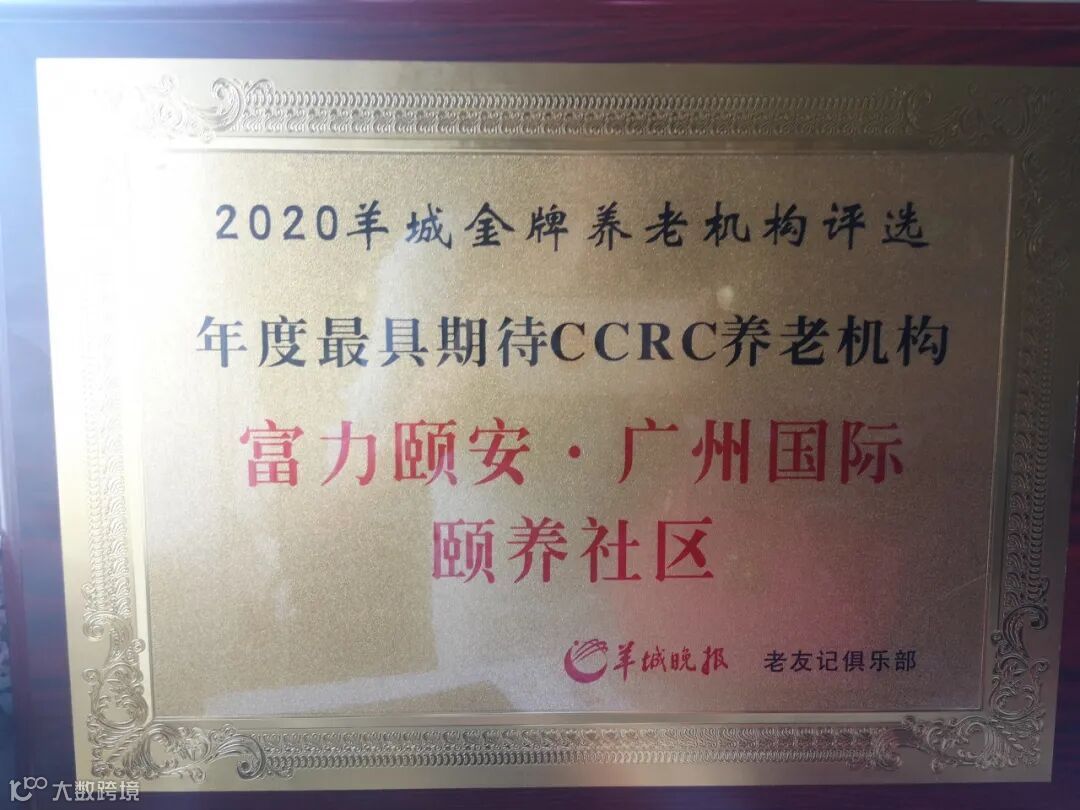 2020羊城金牌养老机构评选
年度最具期待CCRC养老机构
富力颐安·广州国际
颐养社区
羊城晚报 老友记俱乐部
大数跨境